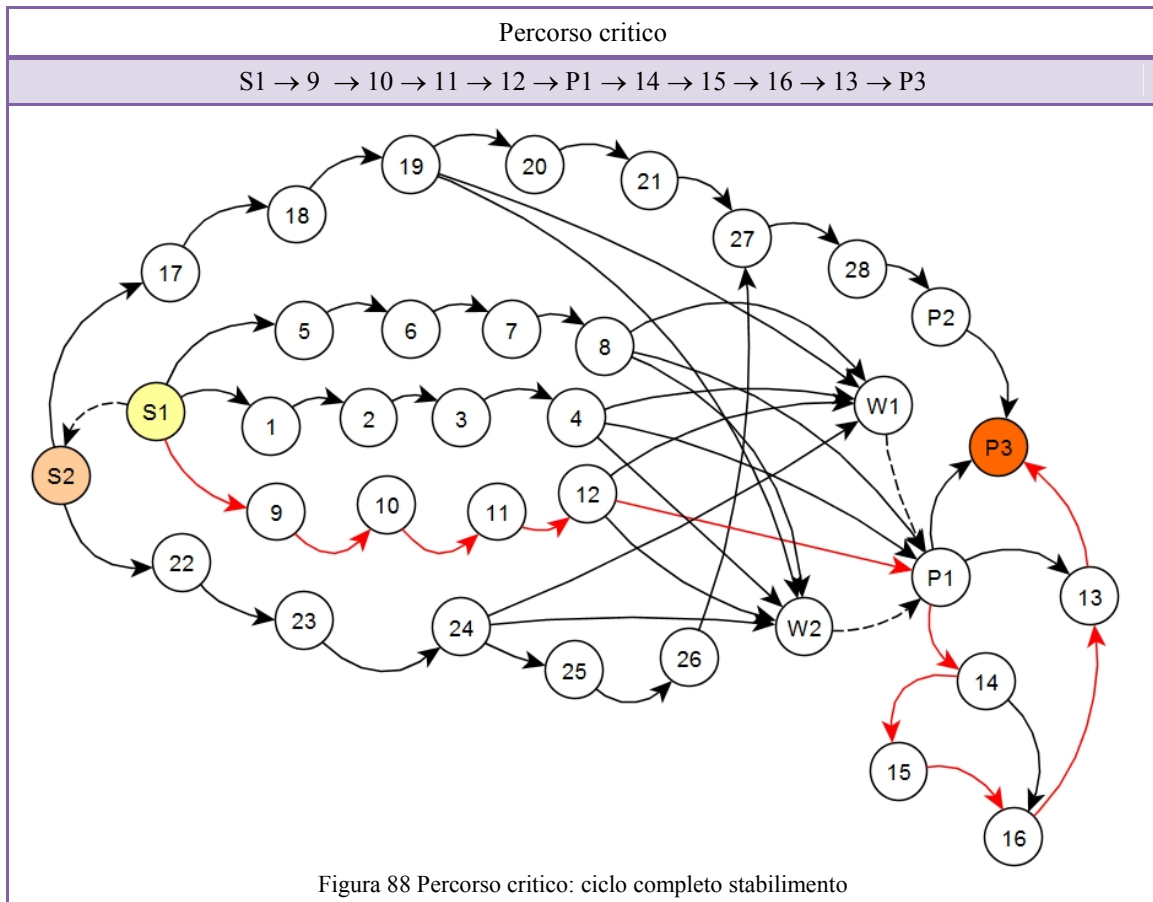 Percorso critico
S1 → 9 → 10 → 11 → 12 → P1 → 14 → 15 → 16 → 13 → P3
19
20
21
18
27
17
28
P2
5
6
7
8
S1
1
2
3
4
W1
P3
S2
9
10
11
12
22
P1
13
23
24
W2
25
26
14
15
16
Figura 88 Percorso critico: ciclo completo stabilimento